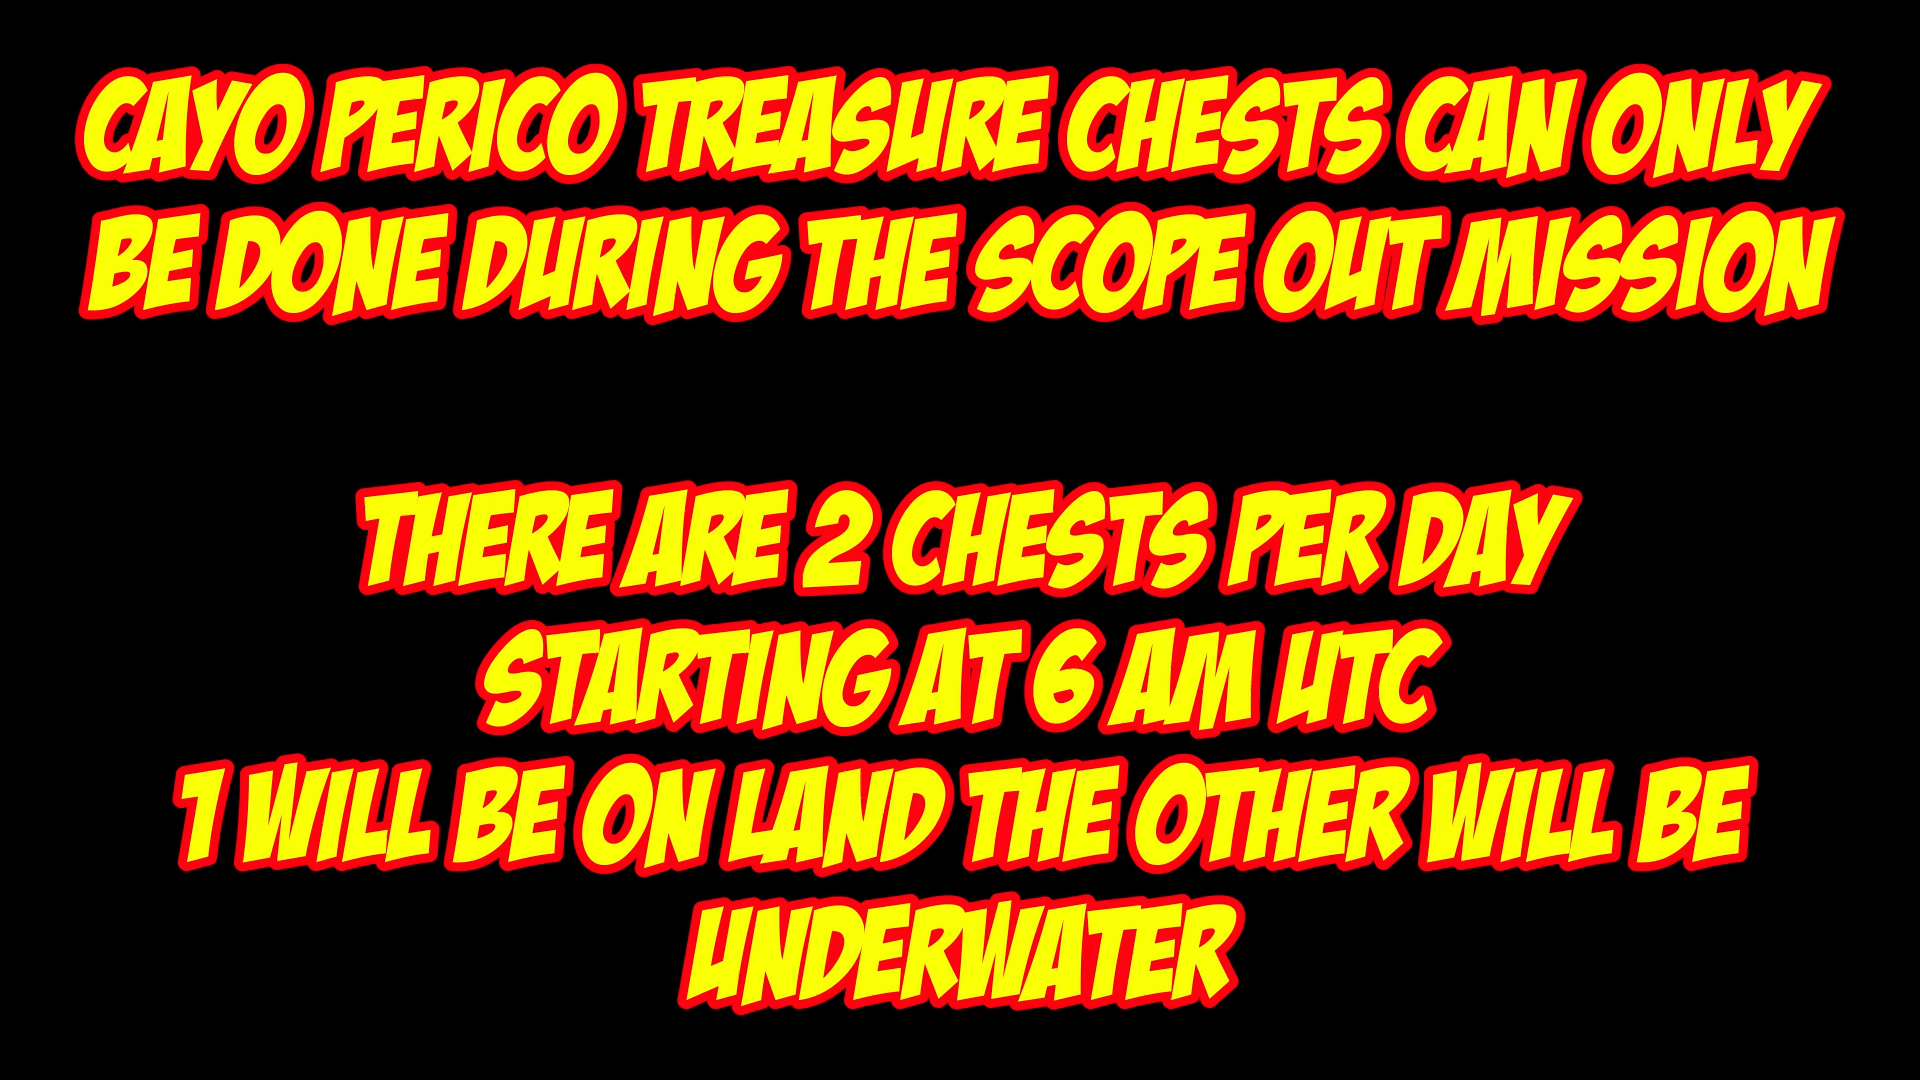 CAYO PERICO TREASURE CHESTS CAN ONLY
BE DONE DURING THE SCOPE OUT MISSION
THERE ARE 2 CHESTS PER DAY
STARTING AT 6 AM UTC
1 WILL BE ON LAND THE OTHER WILL BE
UNDERWATER